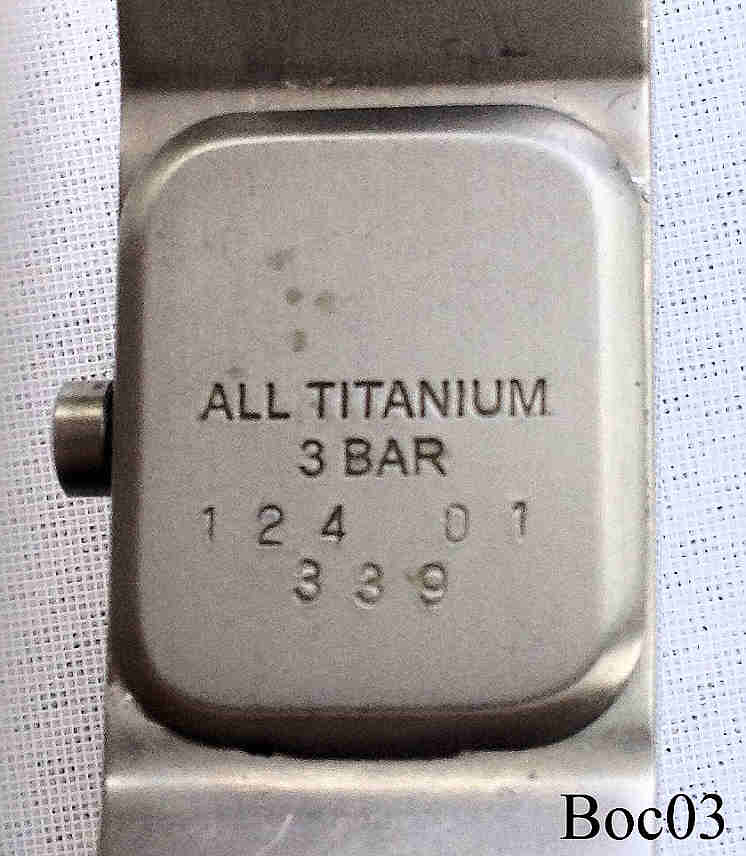 ALL TITANIUM
3 BAR
124 01
339
Boc03